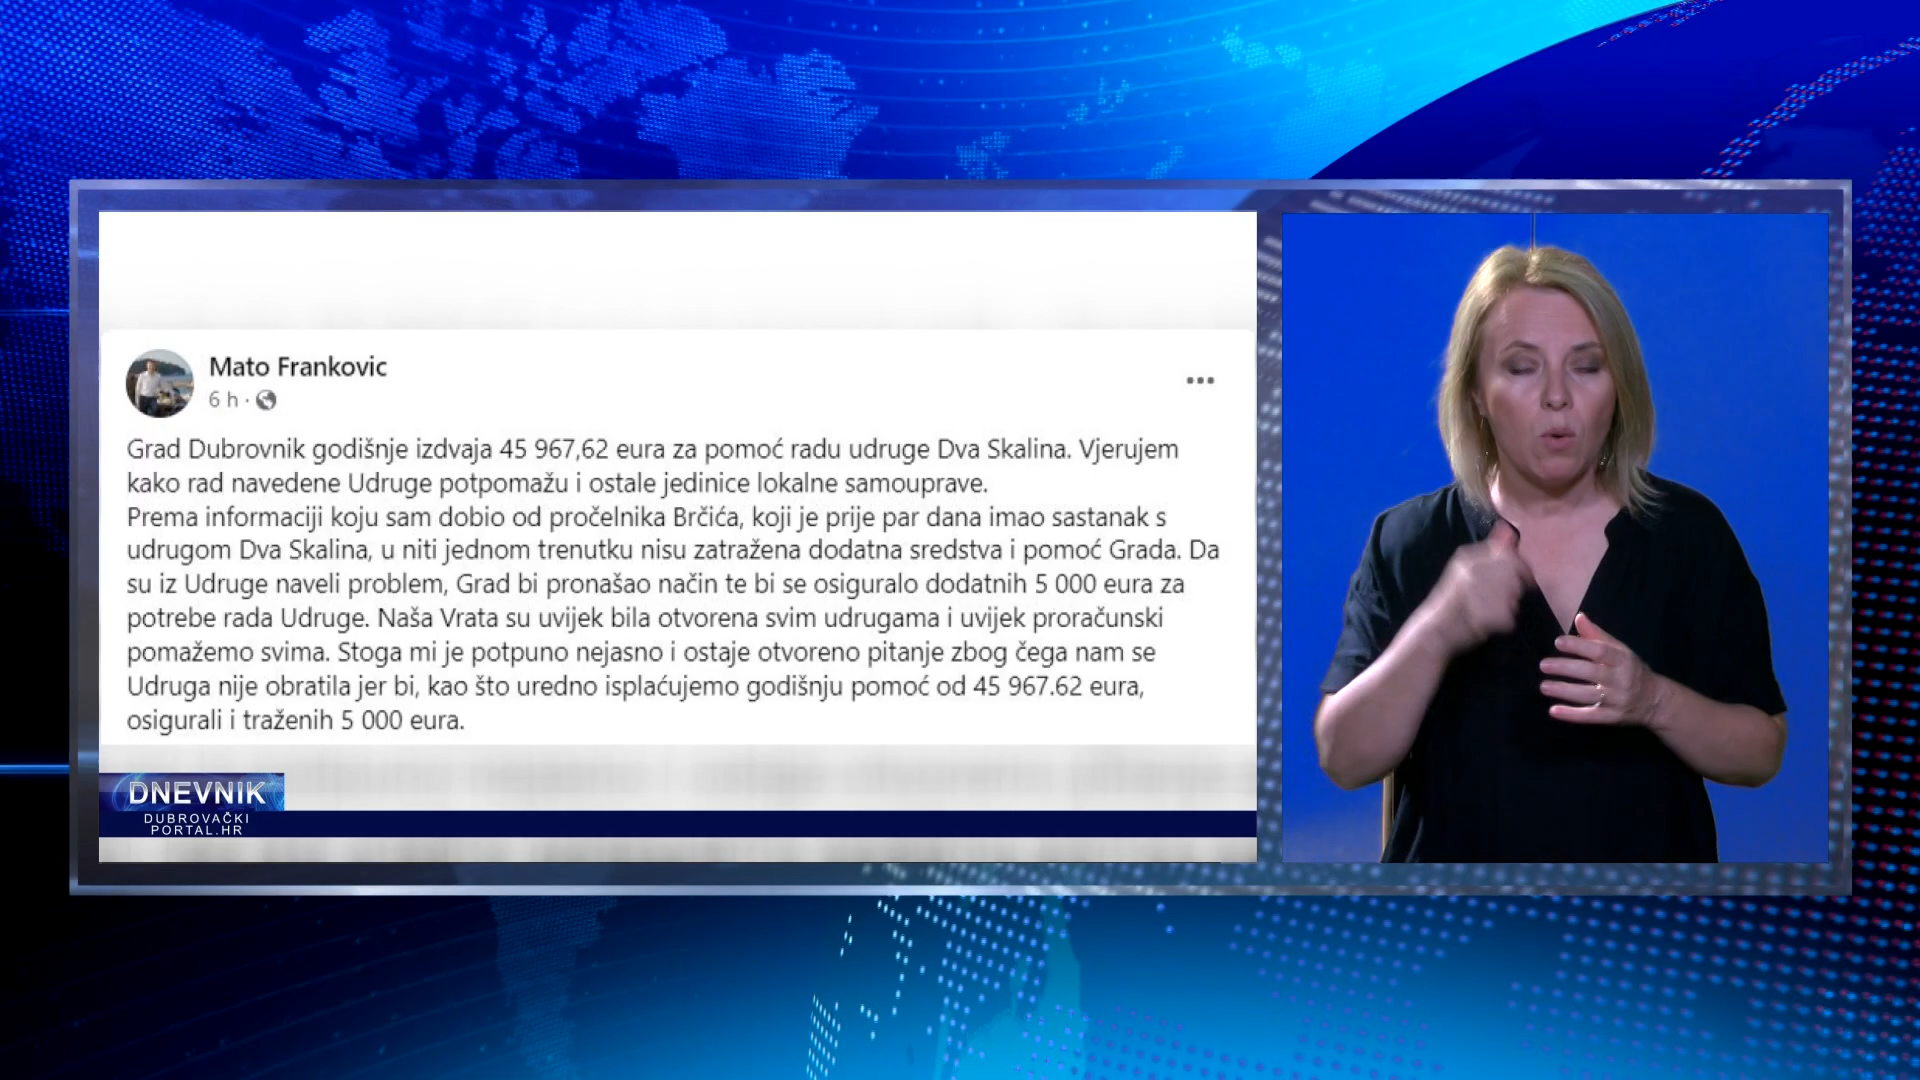 Mato Frankovic
6 h ·
Grad Dubrovnik godišnje izdvaja 45 967,62 eura za pomoć radu udruge Dva Skalina. Vjerujem
kako rad navedene Udruge potpomažu i ostale jedinice lokalne samouprave.
Prema informaciji koju sam dobio od pročelnika Brčića, koji je prije par dana imao sastanak s
udrugom Dva Skalina, u niti jednom trenutku nisu zatražena dodatna sredstva i pomoć Grada. Da
su iz Udruge naveli problem, Grad bi pronašao način te bi se osiguralo dodatnih 5 000 eura za
potrebe rada Udruge. Naša Vrata su uvijek bila otvorena svim udrugama i uvijek proračunski
pomažemo svima. Stoga mi je potpuno nejasno i ostaje otvoreno pitanje zbog čega nam se
Udruga nije obratila jer bi, kao što uredno isplaćujemo godišnju pomoć od 45 967.62 eura,
osigurali i traženih 5 000 eura.
DNEVNIK
DUBROVAČKI
PORTAL.HR